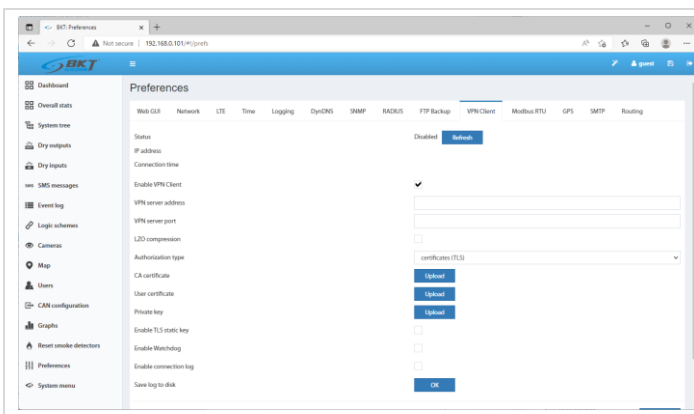 BKT: Preferences
Not secure | 192.168.0.101/#/prefs
BKT
guest
Dashboard
Overall stats
System tree
Dry outputs
Dry inputs
SMS SMS messages
Event log
Logic schemes
Cameras
Map
Users
CAN configuration
Graphs
Reset smoke detectors
Preferences
System menu
Preferences
Web GUI Network LTE Time Logging DynDNS SNMP RADIUS FTP Backup VPN Client Modbus RTU GPS SMTP Routing
Status Disabled Refresh
IP address
Connection time
Enable VPN Client
VPN server address
VPN server port
LZO compression
Authorization type certificates (TLS)
CA certificate Upload
User certificate Upload
Private key Upload
Enable TLS static key
Enable Watchdog
Enable connection log
Save log to disk OK